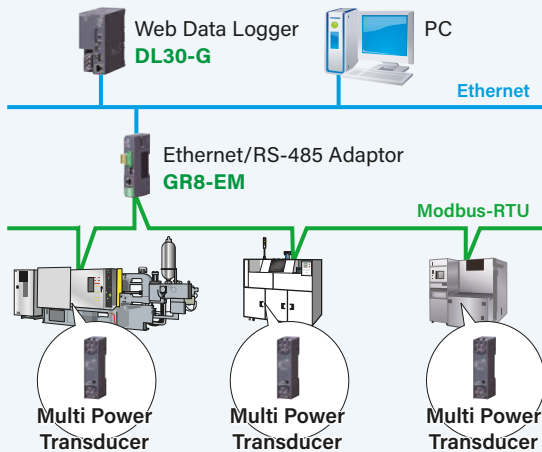 Web Data Logger
DL30-G
PC
Ethernet
Ethernet/RS-485 Adaptor
GR8-EM
Modbus-RTU
Multi Power
Transducer
Multi Power
Transducer
Multi Power
Transducer